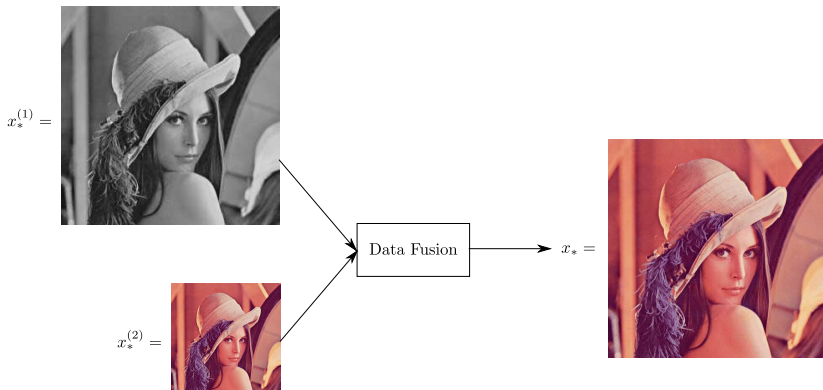 x_*^{(1)} =
Data Fusion
x_* =
x_*^{(2)} =